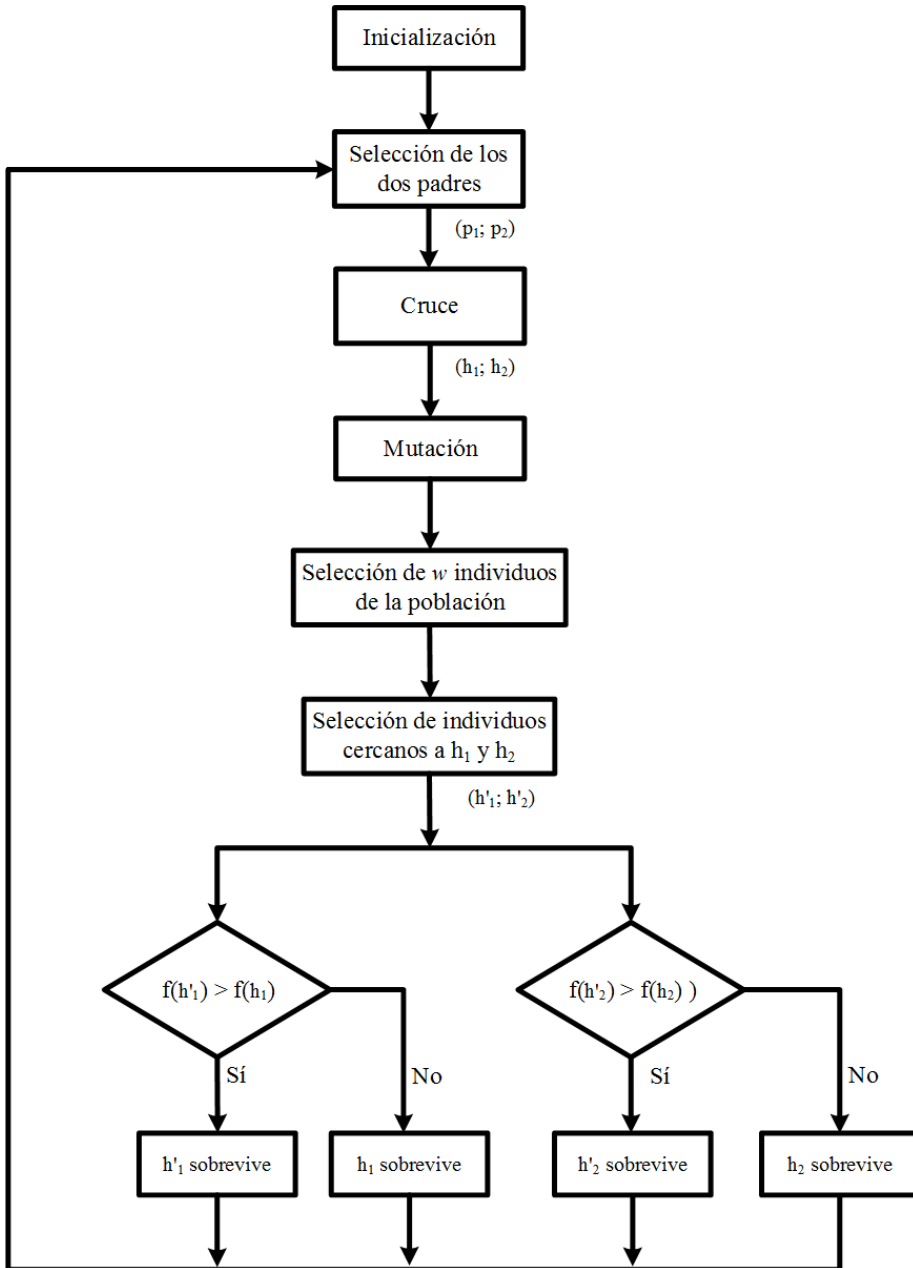 Inicialización
Selección de los
dos padres
(p₁; p₂)
Cruce
(h₁; h₂)
Mutación
Selección de w individuos
de la población
Selección de individuos
cercanos a h₁ y h₂
(h'₁; h'₂)
f(h'₁) > f(h₁)
f(h'₂) > f(h₂) )
Sí
No
Sí
No
h'₁ sobrevive
h₁ sobrevive
h'₂ sobrevive
h₂ sobrevive